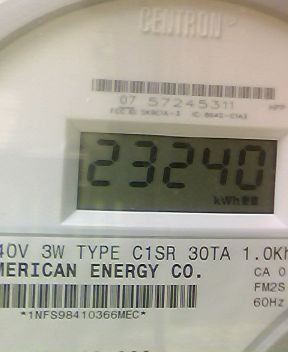 CENTRON
07 57245311
23240
kWh
40V 3W TYPE C1SR 30TA 1.0Kh
MERICAN ENERGY CO.
CA 0
FM2S
60Hz
*1NFS98410366MEC*